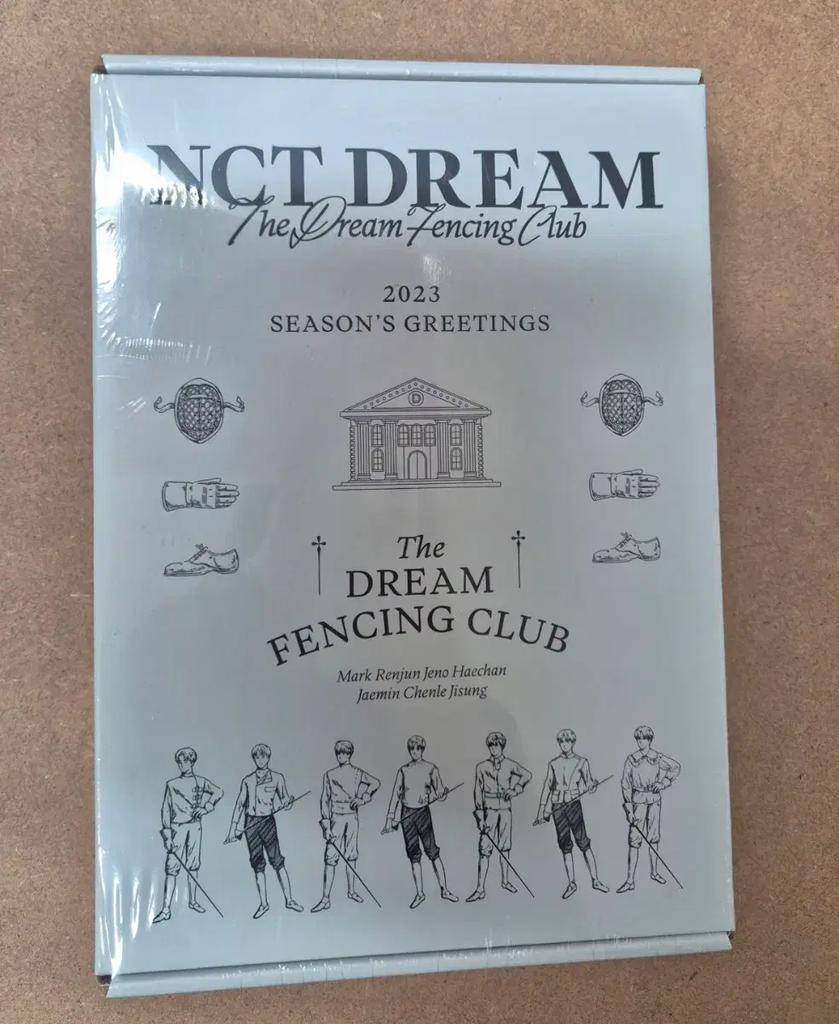 NCT DREAM
The Dream Fencing Club
2023
SEASON'S GREETINGS
D
The
DREAM
FENCING CLUB
Mark Renjun Jeno Haechan
Jaemin Chenle Jisung